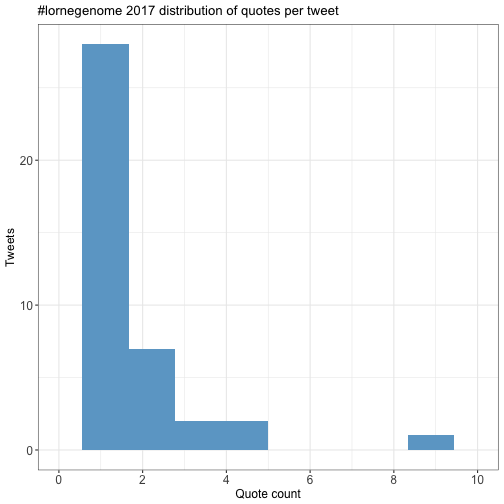 #lornegenome 2017 distribution of quotes per tweet
Tweets
20
10
0
0 2 4 6 8 10
Quote count